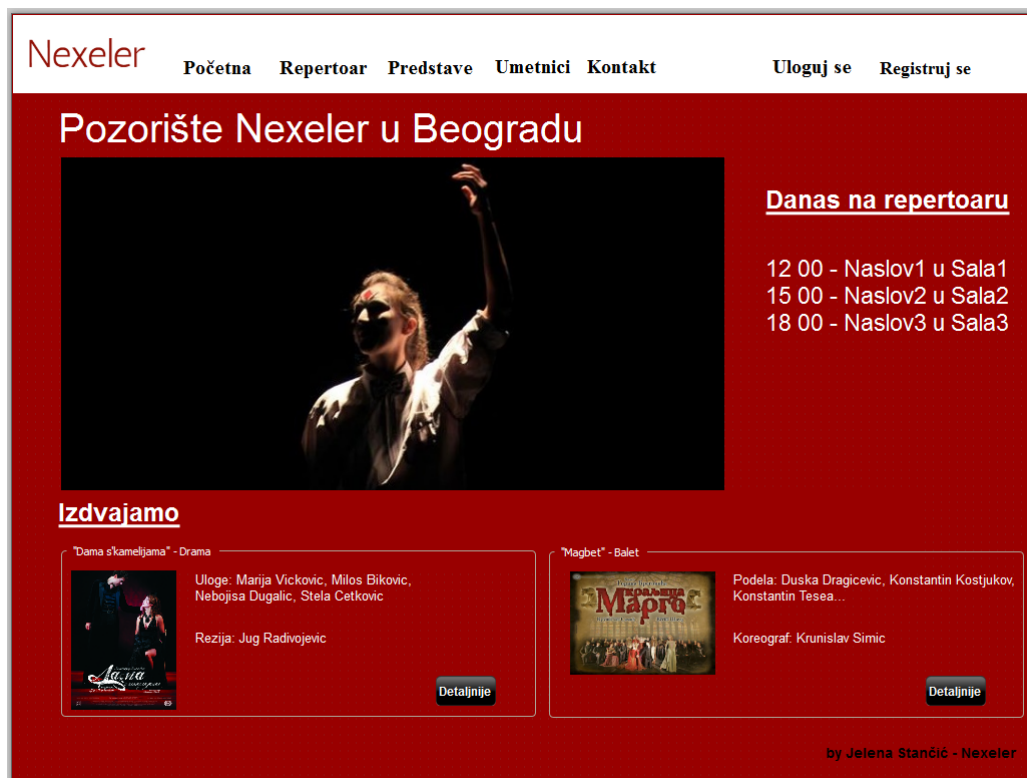 Nexeler
Početna Repertoar Predstave Umetnici Kontakt Uloguj se Registruj se
Pozorište Nexeler u Beogradu
Danas na repertoaru
12 00 - Naslov1 u Sala1
15 00 - Naslov2 u Sala2
18 00 - Naslov3 u Sala3
Izdvajamo
"Dama s'kamelijama" - Drama
Uloge: Marija Vickovic, Milos Bikovic,
Nebojisa Dugalic, Stela Cetkovic
Rezija: Jug Radivojevic
Дама
Detaljnije
"Magbet" - Balet
краљица
Марго
Podela: Duska Dragicevic, Konstantin Kostjukov,
Konstantin Tesea...
Koreograf: Krunislav Simic
Detaljnije
by Jelena Stančić - Nexeler